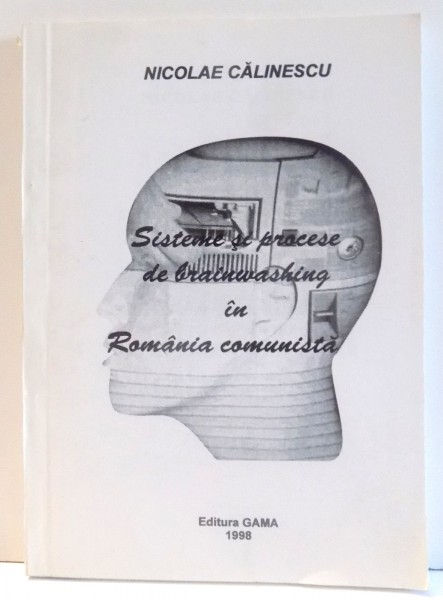 NICOLAE CĂLINESCU
Sisteme şi procese
de brainwashing
în
România comunistă
Editura GAMA
1998